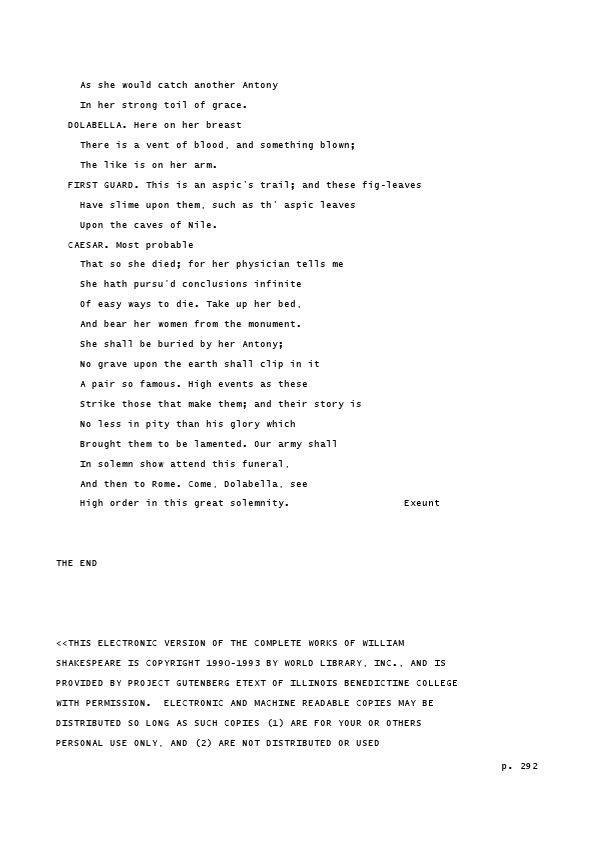 As she would catch another Antony
In her strong toil of grace.
DOLABELLA. Here on her breast
There is a vent of blood, and something blown;
The like is on her arm.
FIRST GUARD. This is an aspic's trail; and these fig-leaves
Have slime upon them, such as th' aspic leaves
Upon the caves of Nile.
CAESAR. Most probable
That so she died; for her physician tells me
She hath pursu'd conclusions infinite
Of easy ways to die. Take up her bed,
And bear her women from the monument.
She shall be buried by her Antony;
No grave upon the earth shall clip in it
A pair so famous. High events as these
Strike those that make them; and their story is
No less in pity than his glory which
Brought them to be lamented. Our army shall
In solemn show attend this funeral,
And then to Rome. Come, Dolabella, see
High order in this great solemnity. Exeunt
THE END
<<THIS ELECTRONIC VERSION OF THE COMPLETE WORKS OF WILLIAM
SHAKESPEARE IS COPYRIGHT 1990-1993 BY WORLD LIBRARY, INC., AND IS
PROVIDED BY PROJECT GUTENBERG ETEXT OF ILLINOIS BENEDICTINE COLLEGE
WITH PERMISSION. ELECTRONIC AND MACHINE READABLE COPIES MAY BE
DISTRIBUTED SO LONG AS SUCH COPIES (1) ARE FOR YOUR OR OTHERS
PERSONAL USE ONLY, AND (2) ARE NOT DISTRIBUTED OR USED
p. 292